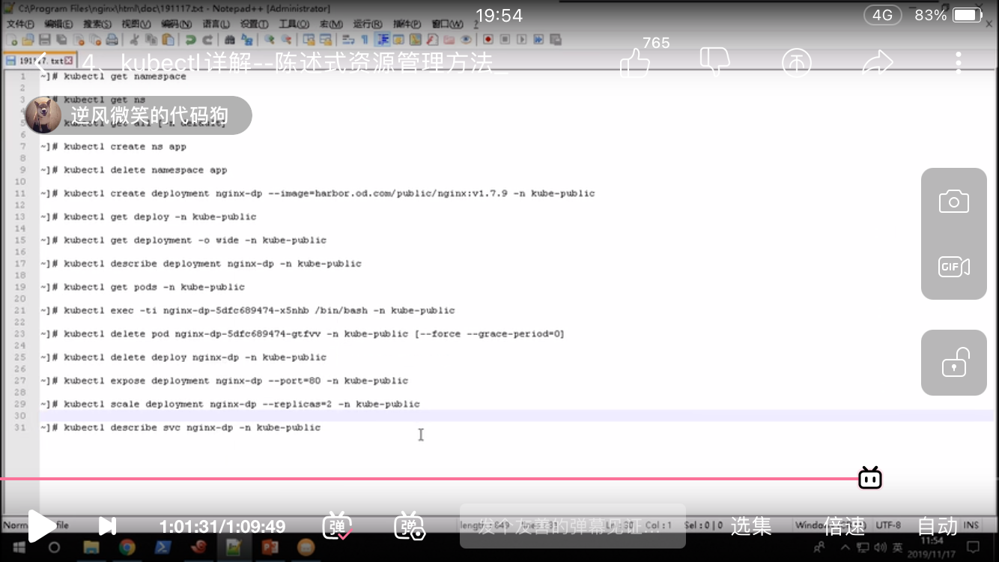 C:\Program Files\nginx\html\doc\191117.txt - Notepad++ [Administrator]
19:54
4G
83%
文件(F) 编辑(E) 搜索(S) 视图(V) 编码(N) 语言(L) 设置(T) 工具(O) 宏(M) 运行(R) 插件(P) 窗口(W) ?
765
4、kubectl详解--陈述式资源管理方法_
1 ~]# kubectl get namespace
2
3 ~]# kubectl get ns
逆风微笑的代码狗
5 kubectl get all [-n default]
6
7 ~]# kubectl create ns app
8
9 ~]# kubectl delete namespace app
10
11 ~]# kubectl create deployment nginx-dp --image=harbor.od.com/public/nginx:v1.7.9 -n kube-public
12
13 ~]# kubectl get deploy -n kube-public
14
15 ~]# kubectl get deployment -o wide -n kube-public
16
17 ~]# kubectl describe deployment nginx-dp -n kube-public
18
19 ~]# kubectl get pods -n kube-public
20
21 ~]# kubectl exec -ti nginx-dp-5dfc689474-x5nhb /bin/bash -n kube-public
22
23 ~]# kubectl delete pod nginx-dp-5dfc689474-gtfvv -n kube-public [--force --grace-period=0]
24
25 ~]# kubectl delete deploy nginx-dp -n kube-public
26
27 ~]# kubectl expose deployment nginx-dp --port=80 -n kube-public
28
29 ~]# kubectl scale deployment nginx-dp --replicas=2 -n kube-public
30
31 ~]# kubectl describe svc nginx-dp -n kube-public
GIF
1:01:31/1:09:49
弹
弹
发个友善的弹幕见证...
Col : 1 Sel : 0 | 0
选集
倍速
UTF-8
自动
INS
英
11:54
2019/11/17